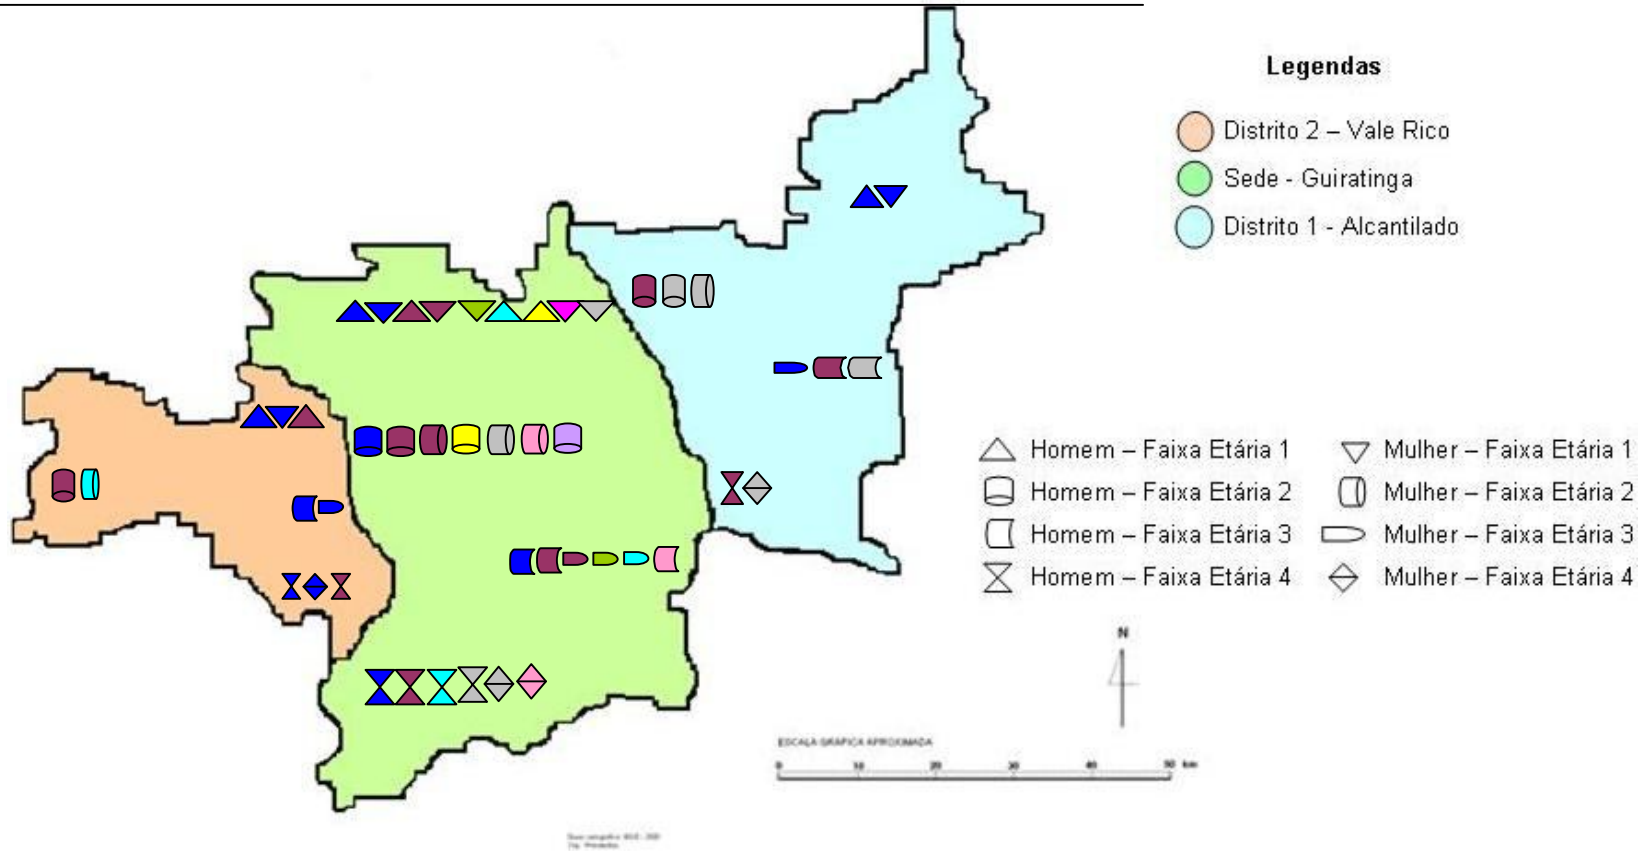 Legendas
Distrito 2 – Vale Rico
Sede - Guiratinga
Distrito 1 - Alcantilado
Homem – Faixa Etária 1
Mulher – Faixa Etária 1
Homem – Faixa Etária 2
Mulher – Faixa Etária 2
Homem – Faixa Etária 3
Mulher – Faixa Etária 3
Homem – Faixa Etária 4
Mulher – Faixa Etária 4
N
ESCALA GRÁFICA APROXIMADA
0 10 20 30 40 50 km